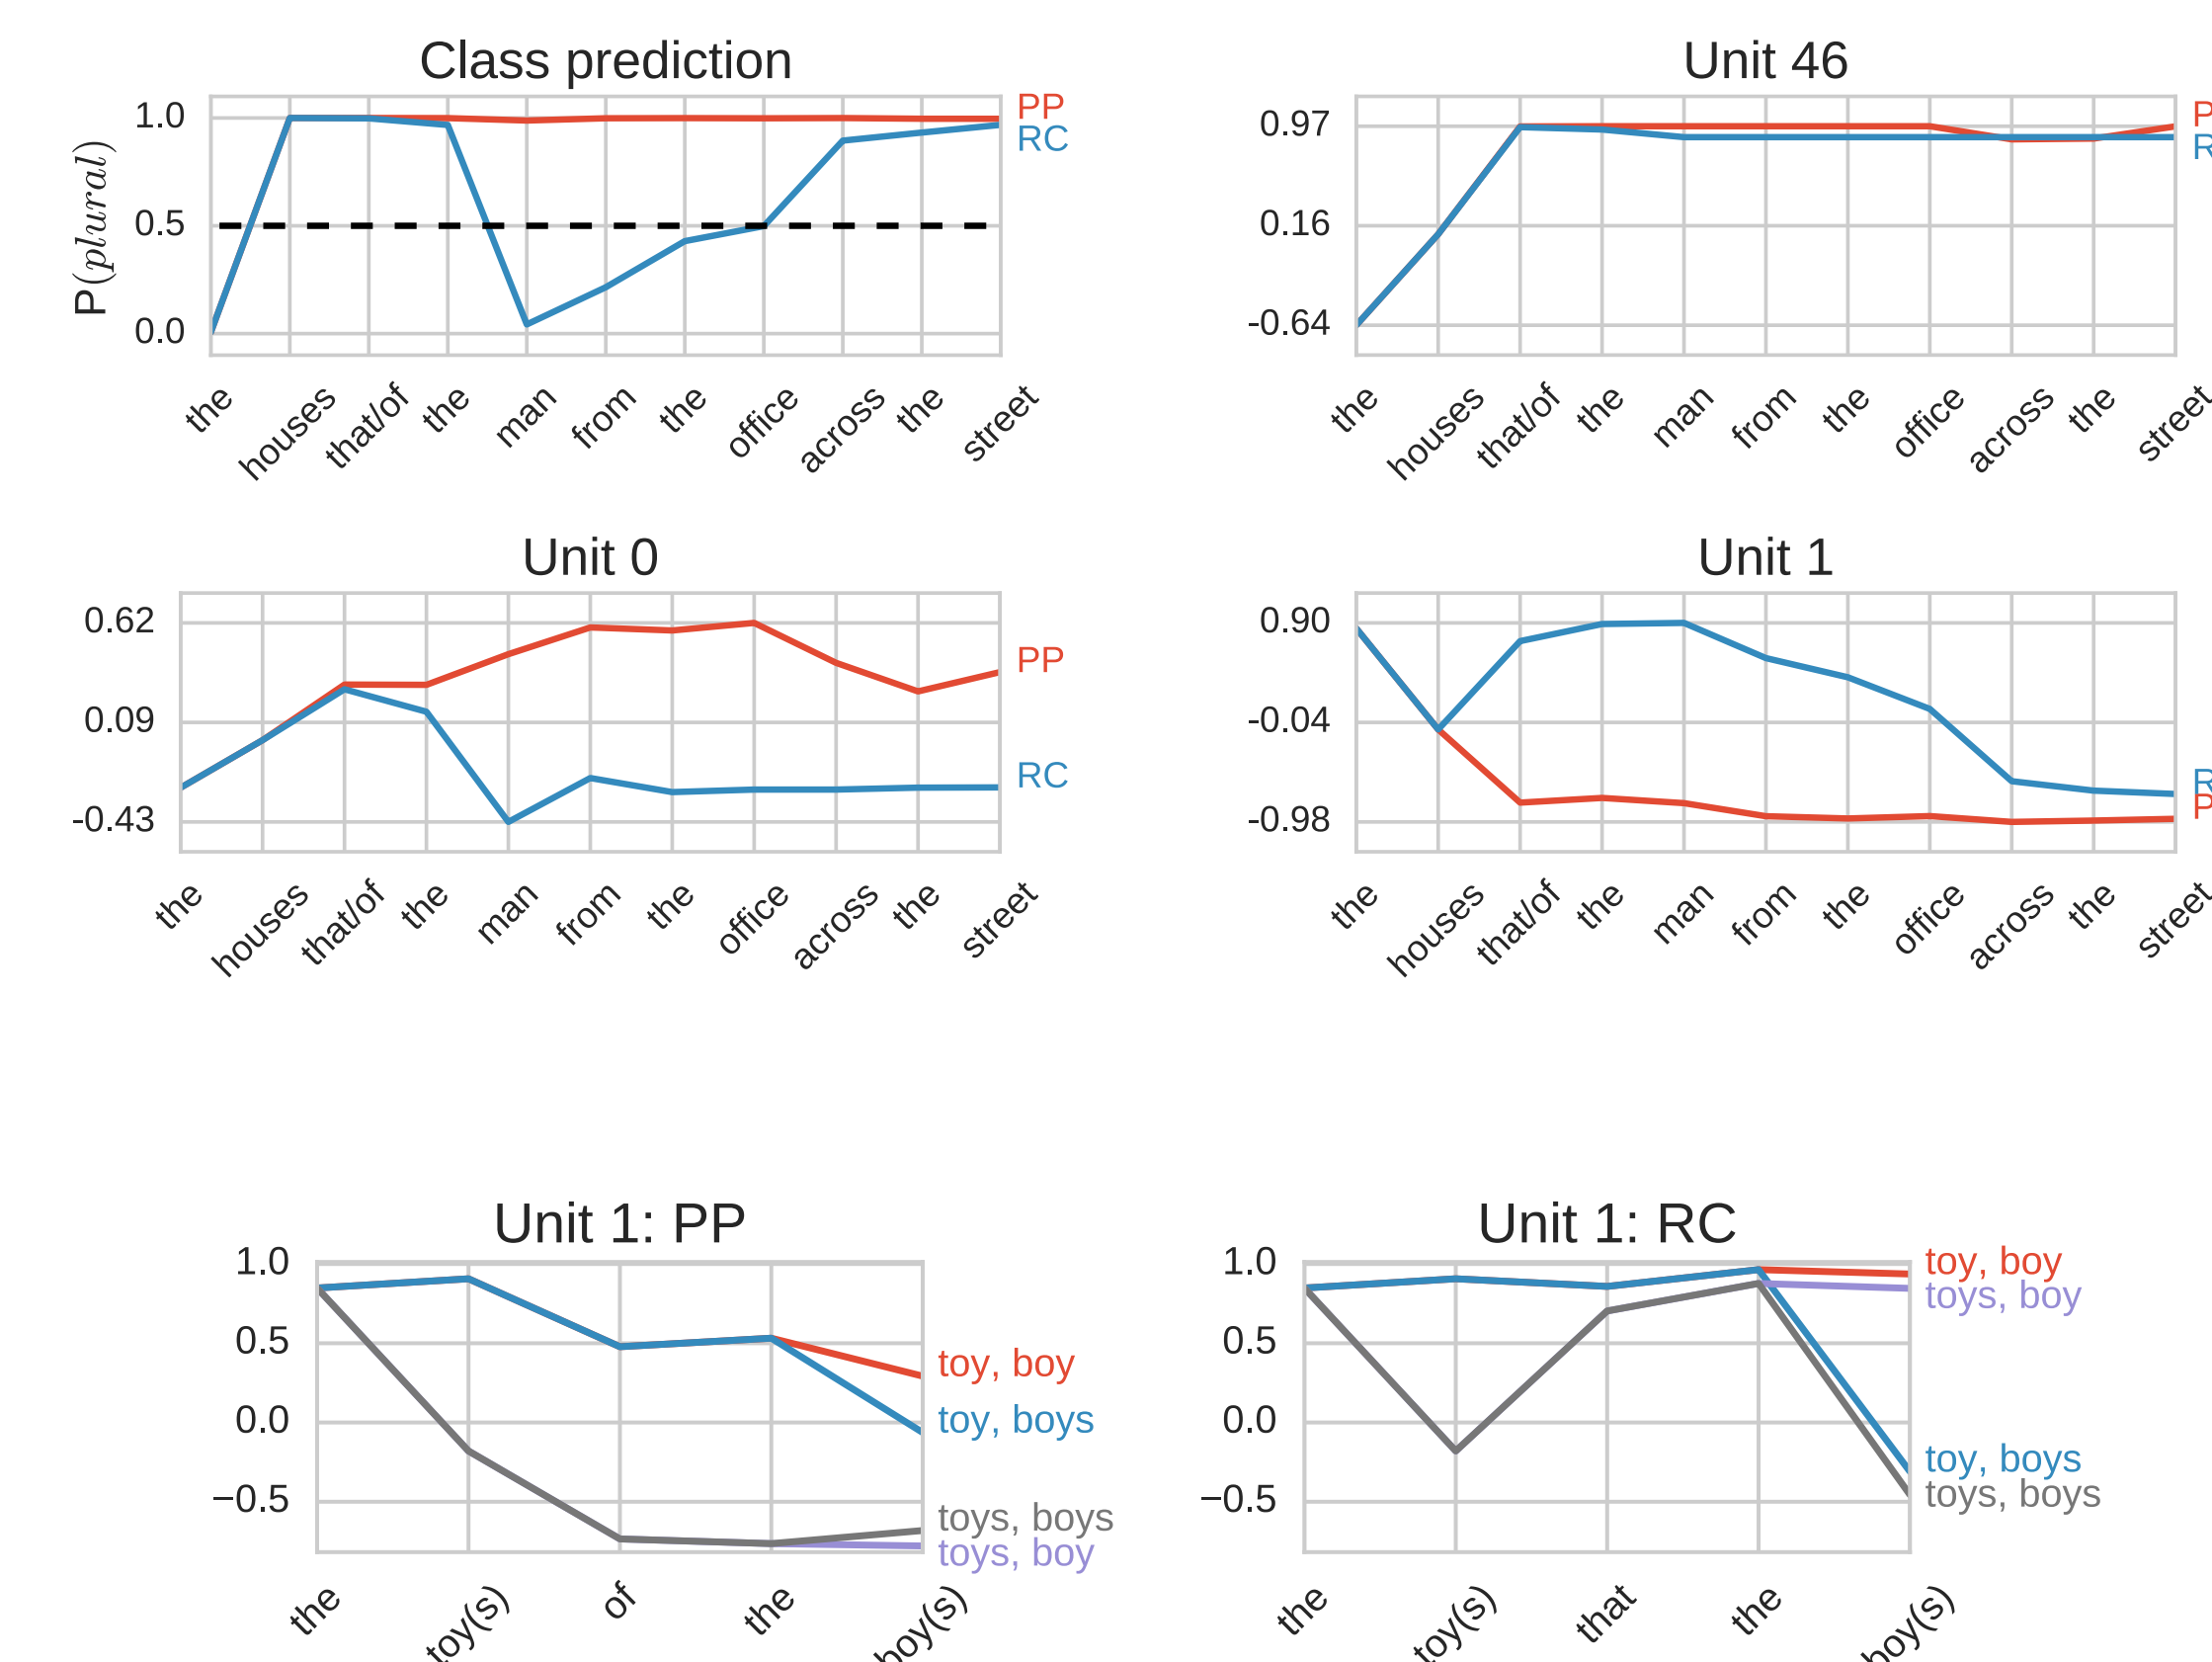 Class prediction
P(plural)
1.0
0.5
0.0
PP
RC
the houses that/of the man from the office across the street
Unit 46
0.97
0.16
-0.64
the houses that/of the man from the office across the street
Unit 0
0.62
0.09
-0.43
PP
RC
the houses that/of the man from the office across the street
Unit 1
0.90
-0.04
-0.98
the houses that/of the man from the office across the street
Unit 1: PP
1.0
0.5
0.0
−0.5
toy, boy
toy, boys
toys, boys
toys, boy
the toy(s) of the boy(s)
Unit 1: RC
1.0
0.5
0.0
−0.5
toy, boy
toys, boy
toy, boys
toys, boys
the toy(s) that the boy(s)